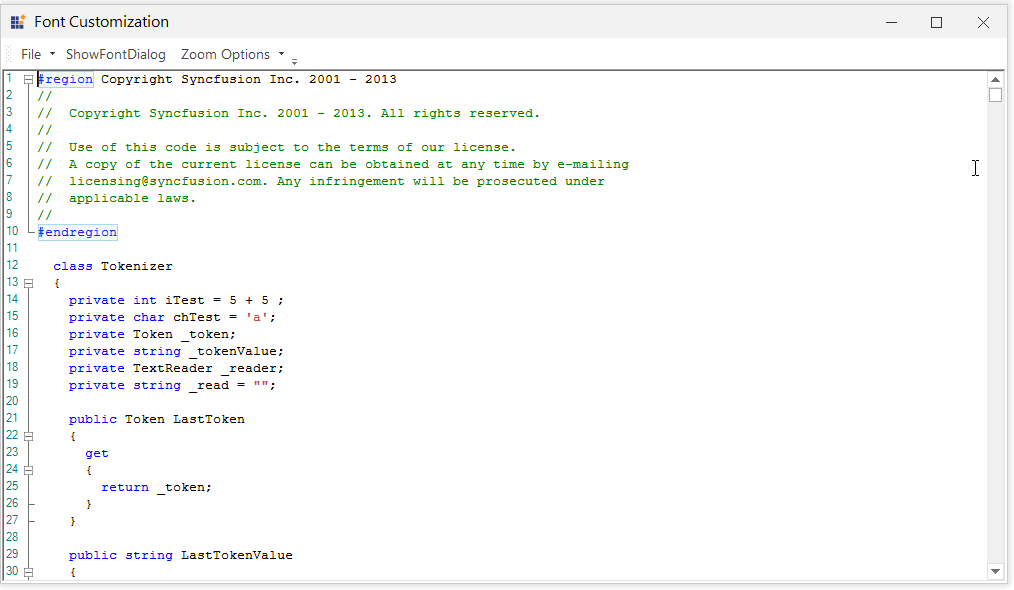 Font Customization
File ShowFontDialog Zoom Options
1 #region Copyright Syncfusion Inc. 2001 - 2013
2 //
3 //  Copyright Syncfusion Inc. 2001 - 2013. All rights reserved.
4 //
5 //  Use of this code is subject to the terms of our license.
6 //  A copy of the current license can be obtained at any time by e-mailing
7 //  licensing@syncfusion.com. Any infringement will be prosecuted under
8 //  applicable laws.
9 //
10 #endregion
11
12   class Tokenizer
13   {
14     private int iTest = 5 + 5 ;
15     private char chTest = 'a';
16     private Token _token;
17     private string _tokenValue;
18     private TextReader _reader;
19     private string _read = "";
20
21     public Token LastToken
22     {
23       get
24       {
25         return _token;
26       }
27     }
28
29     public string LastTokenValue
30     {